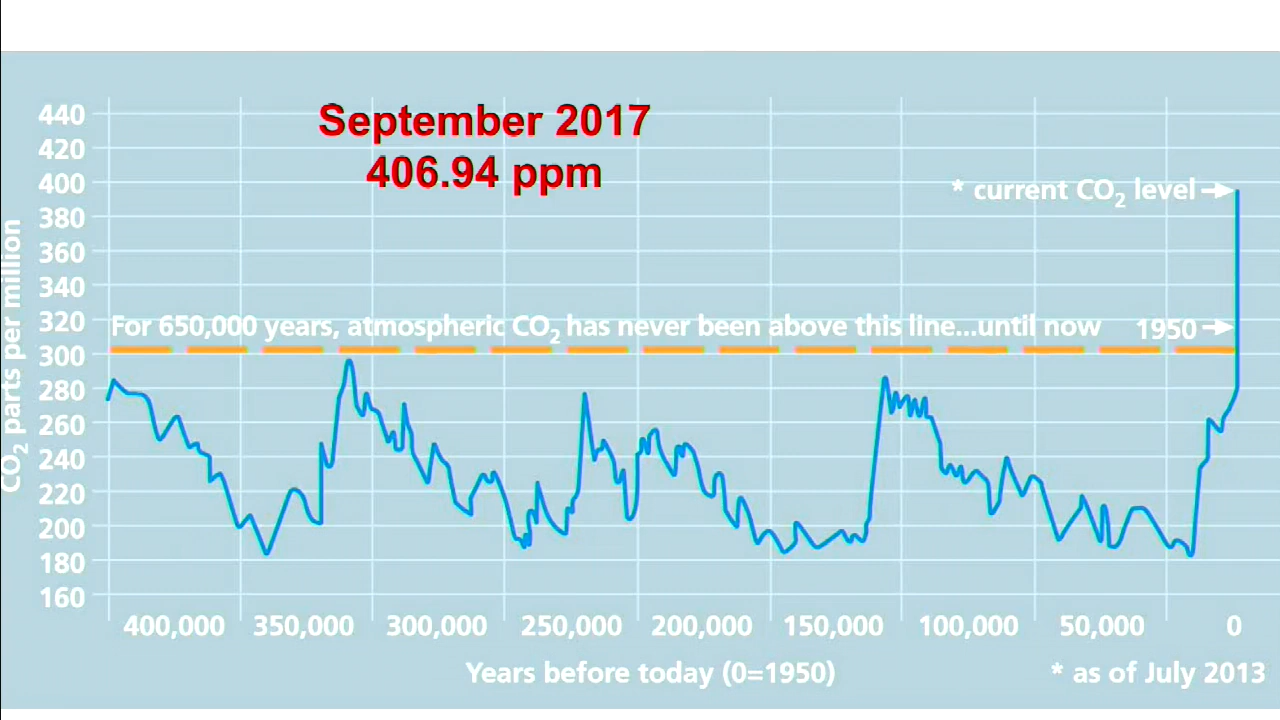 September 2017
406.94 ppm
440
420
400
380
360
340
320
300
280
260
240
220
200
180
160
CO₂ parts per million
* current CO₂ level
For 650,000 years, atmospheric CO₂ has never been above this line...until now
1950
400,000 350,000 300,000 250,000 200,000 150,000 100,000 50,000 0
Years before today (0=1950)
* as of July 2013